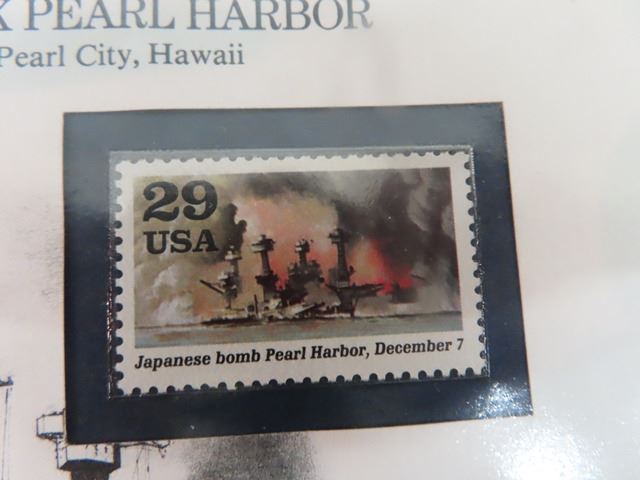 K PEARL HARBOR
Pearl City, Hawaii
29
USA
Japanese bomb Pearl Harbor, December 7